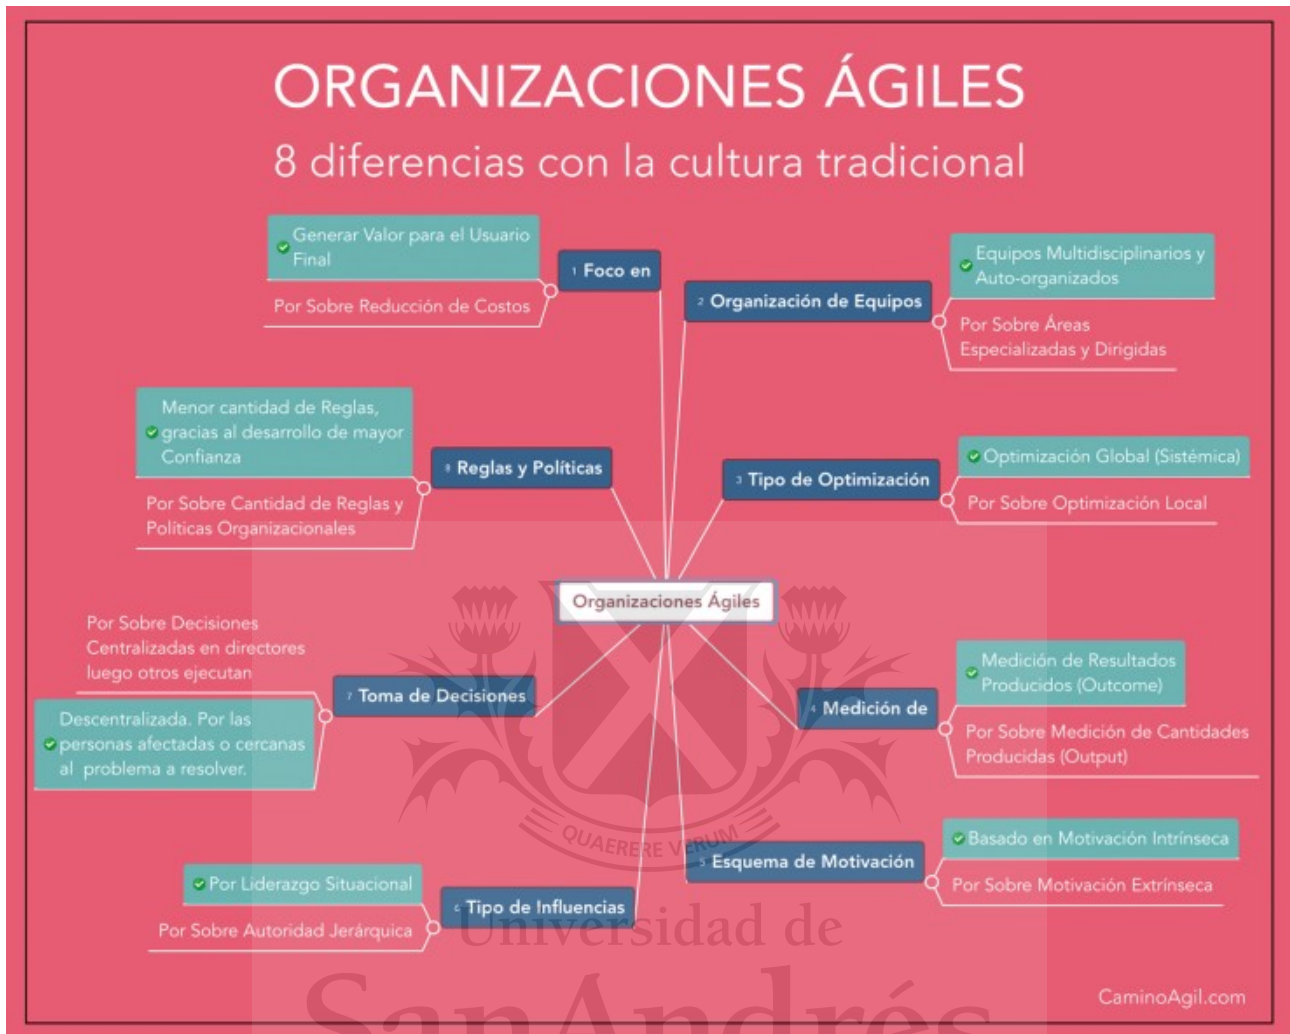 ORGANIZACIONES ÁGILES
8 diferencias con la cultura tradicional
1 Foco en
Generar Valor para el Usuario
Final
Por Sobre Reducción de Costos
2 Organización de Equipos
Equipos Multidisciplinarios y
Auto-organizados
Por Sobre Áreas
Especializadas y Dirigidas
3 Tipo de Optimización
Optimización Global (Sistémica)
Por Sobre Optimización Local
Organizaciones Ágiles
4 Medición de
Medición de Resultados
Producidos (Outcome)
Por Sobre Medición de Cantidades
Producidas (Output)
5 Esquema de Motivación
Basado en Motivación Intrínseca
Por Sobre Motivación Extrínseca
6 Tipo de Influencias
Por Liderazgo Situacional
Por Sobre Autoridad Jerárquica
7 Toma de Decisiones
Por Sobre Decisiones
Centralizadas en directores
luego otros ejecutan
Descentralizada. Por las
personas afectadas o cercanas
al problema a resolver.
8 Reglas y Políticas
Menor cantidad de Reglas,
gracias al desarrollo de mayor
Confianza
Por Sobre Cantidad de Reglas y
Políticas Organizacionales
QUAERERE VERUM
Universidad de
SanAndrés
CaminoAgil.com